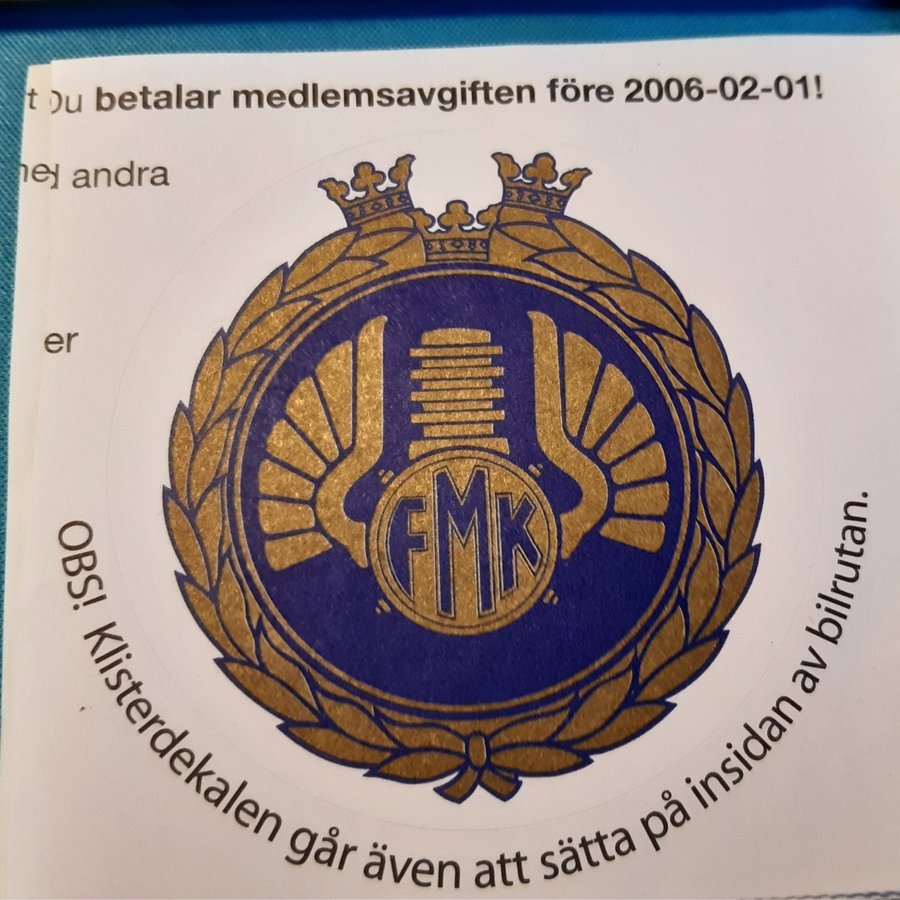 t Du betalar medlemsavgiften före 2006-02-01!
andra
er
FMK
OBS! Klisterdekalen går även att sätta på insidan av bilrutan.